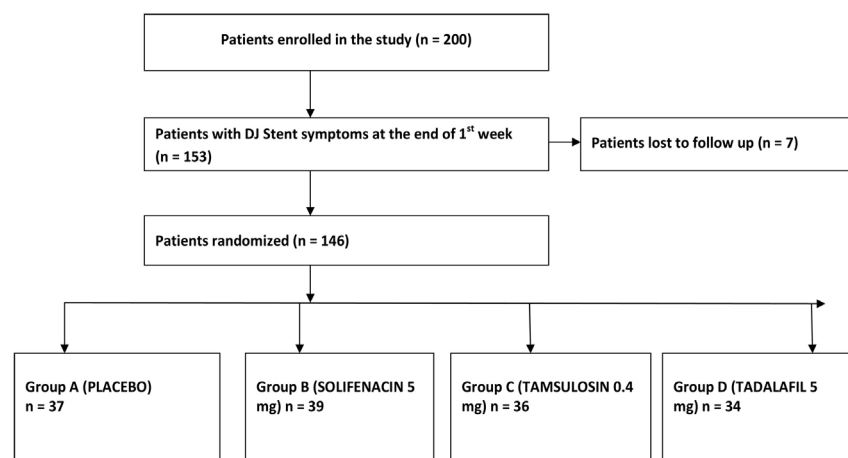 Patients enrolled in the study (n = 200)
Patients with DJ Stent symptoms at the end of 1st week
(n = 153)
Patients lost to follow up (n = 7)
Patients randomized (n = 146)
Group A (PLACEBO)
n = 37
Group B (SOLIFENACIN 5
mg) n = 39
Group C (TAMSULOSIN 0.4
mg) n = 36
Group D (TADALAFIL 5
mg) n = 34